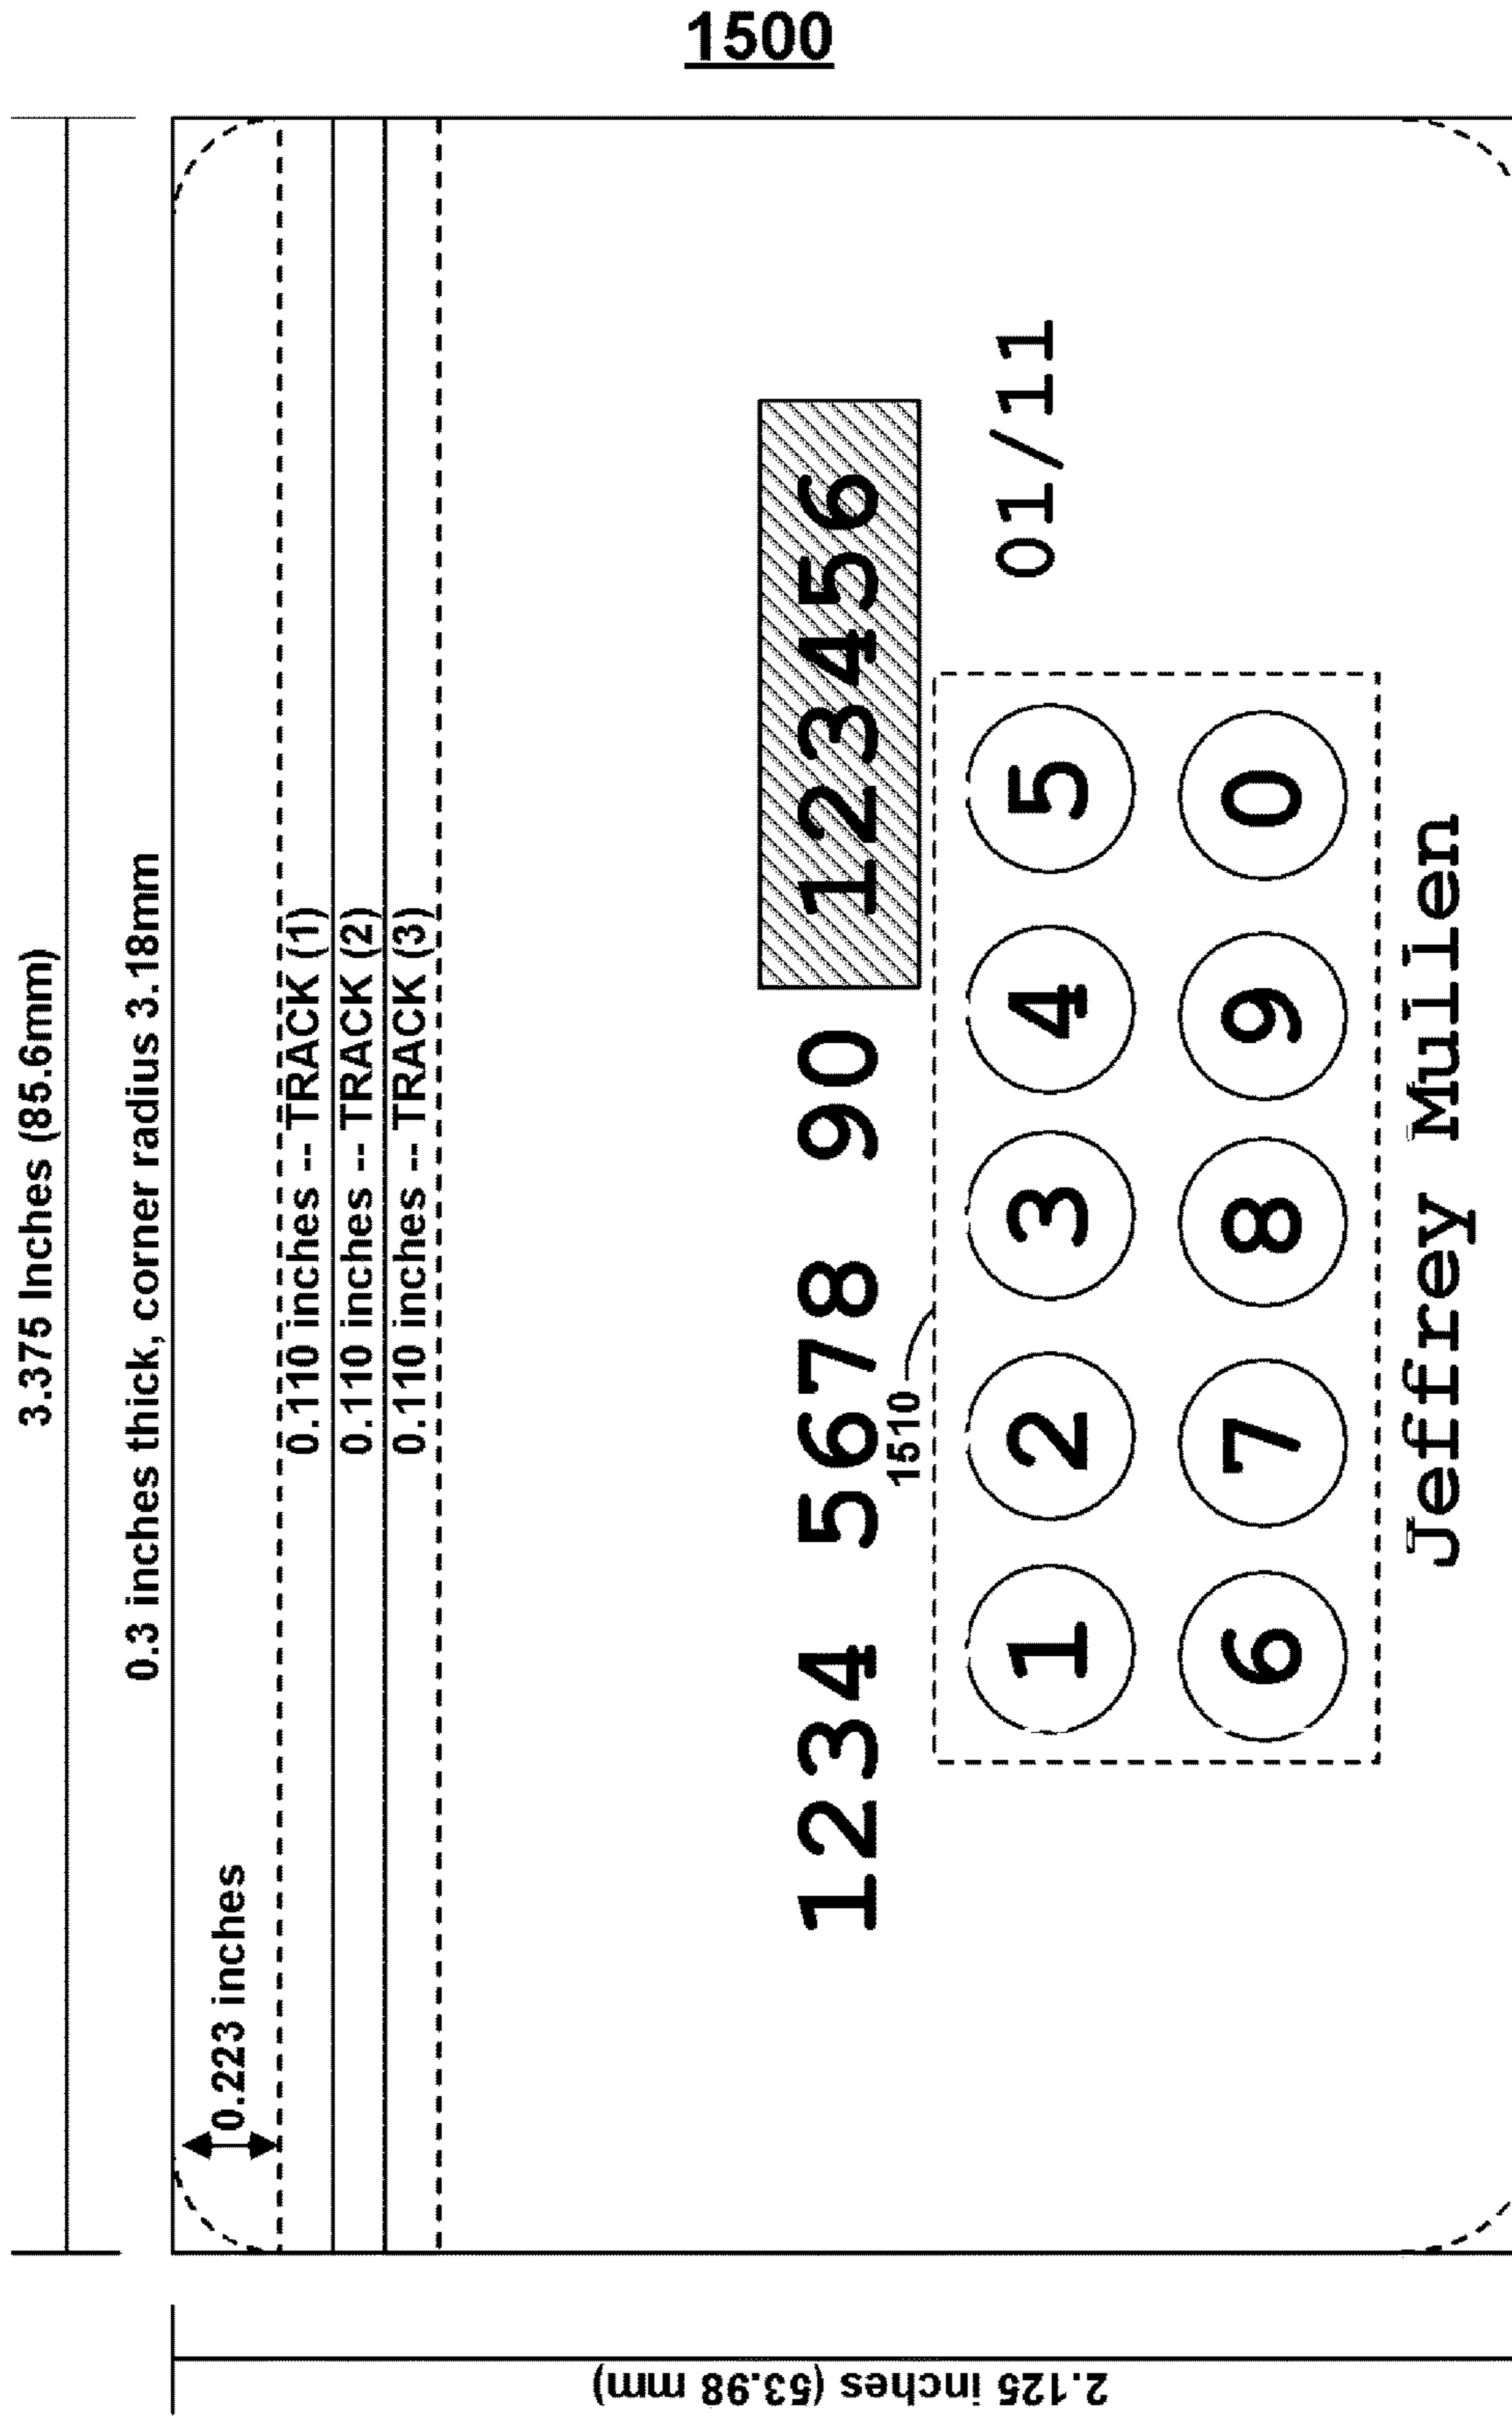 1500
3.375 Inches (85.6mm)
0.3 inches thick, corner radius 3.18mm
0.223 inches
0.110 inches -- TRACK (1)
0.110 inches -- TRACK (2)
0.110 inches -- TRACK (3)
2.125 inches (53.98 mm)
1234 5678 90 123456
1510
01/11
1 2 3 4 5
6 7 8 9 0
Jeffrey Mullen